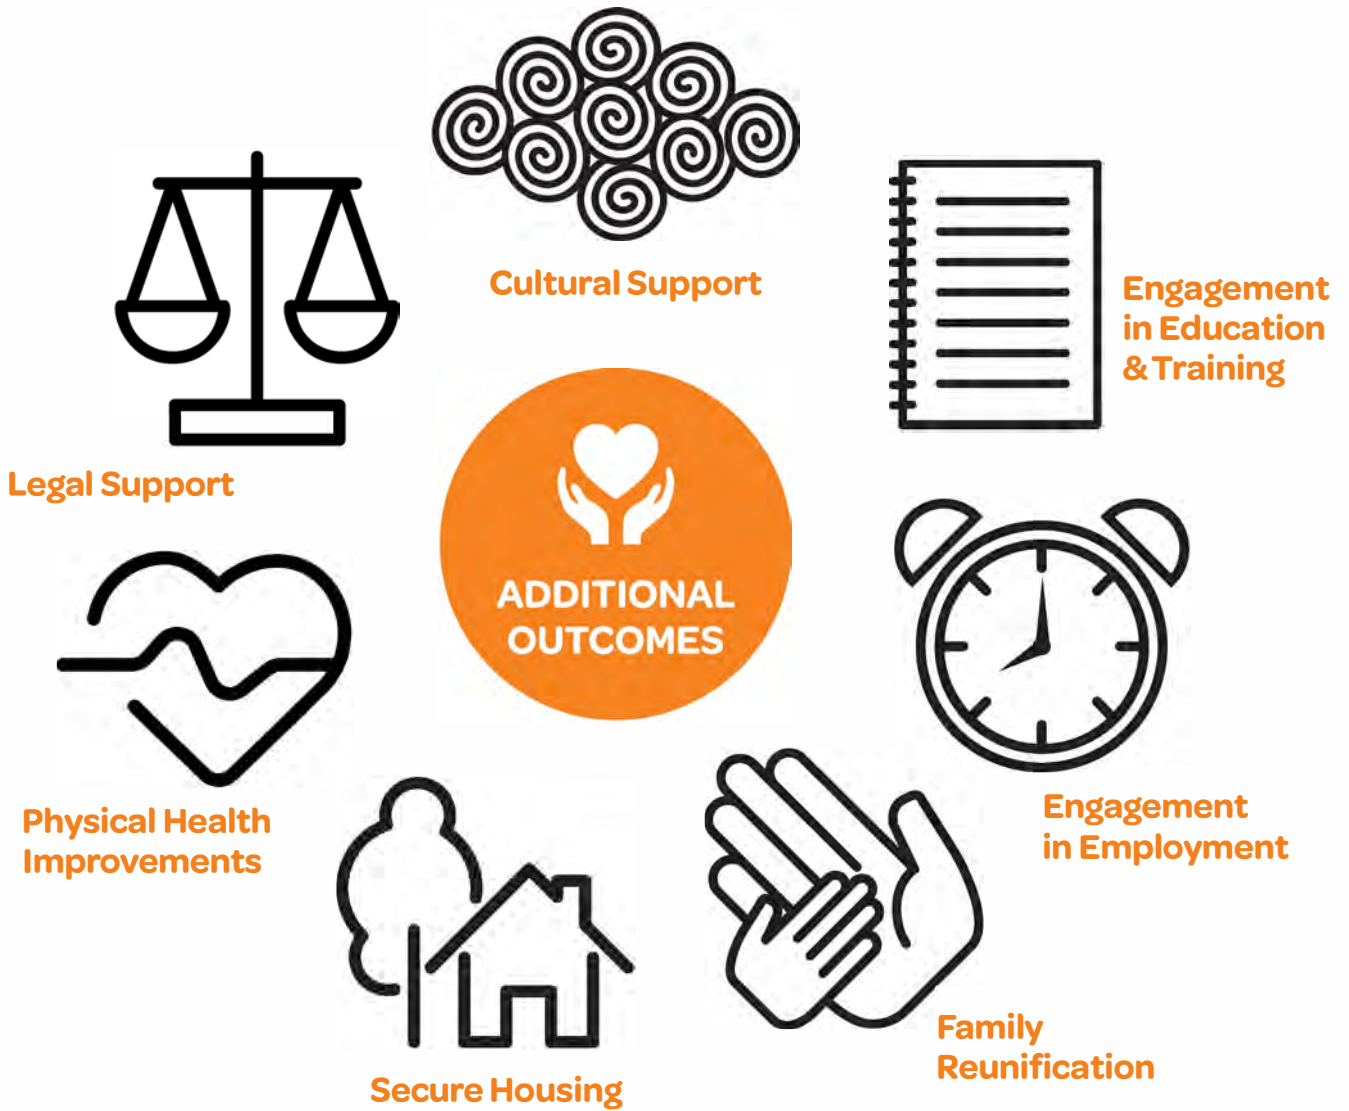 Cultural Support
Engagement
in Education
& Training
Legal Support
ADDITIONAL
OUTCOMES
Physical Health
Improvements
Engagement
in Employment
Family
Reunification
Secure Housing